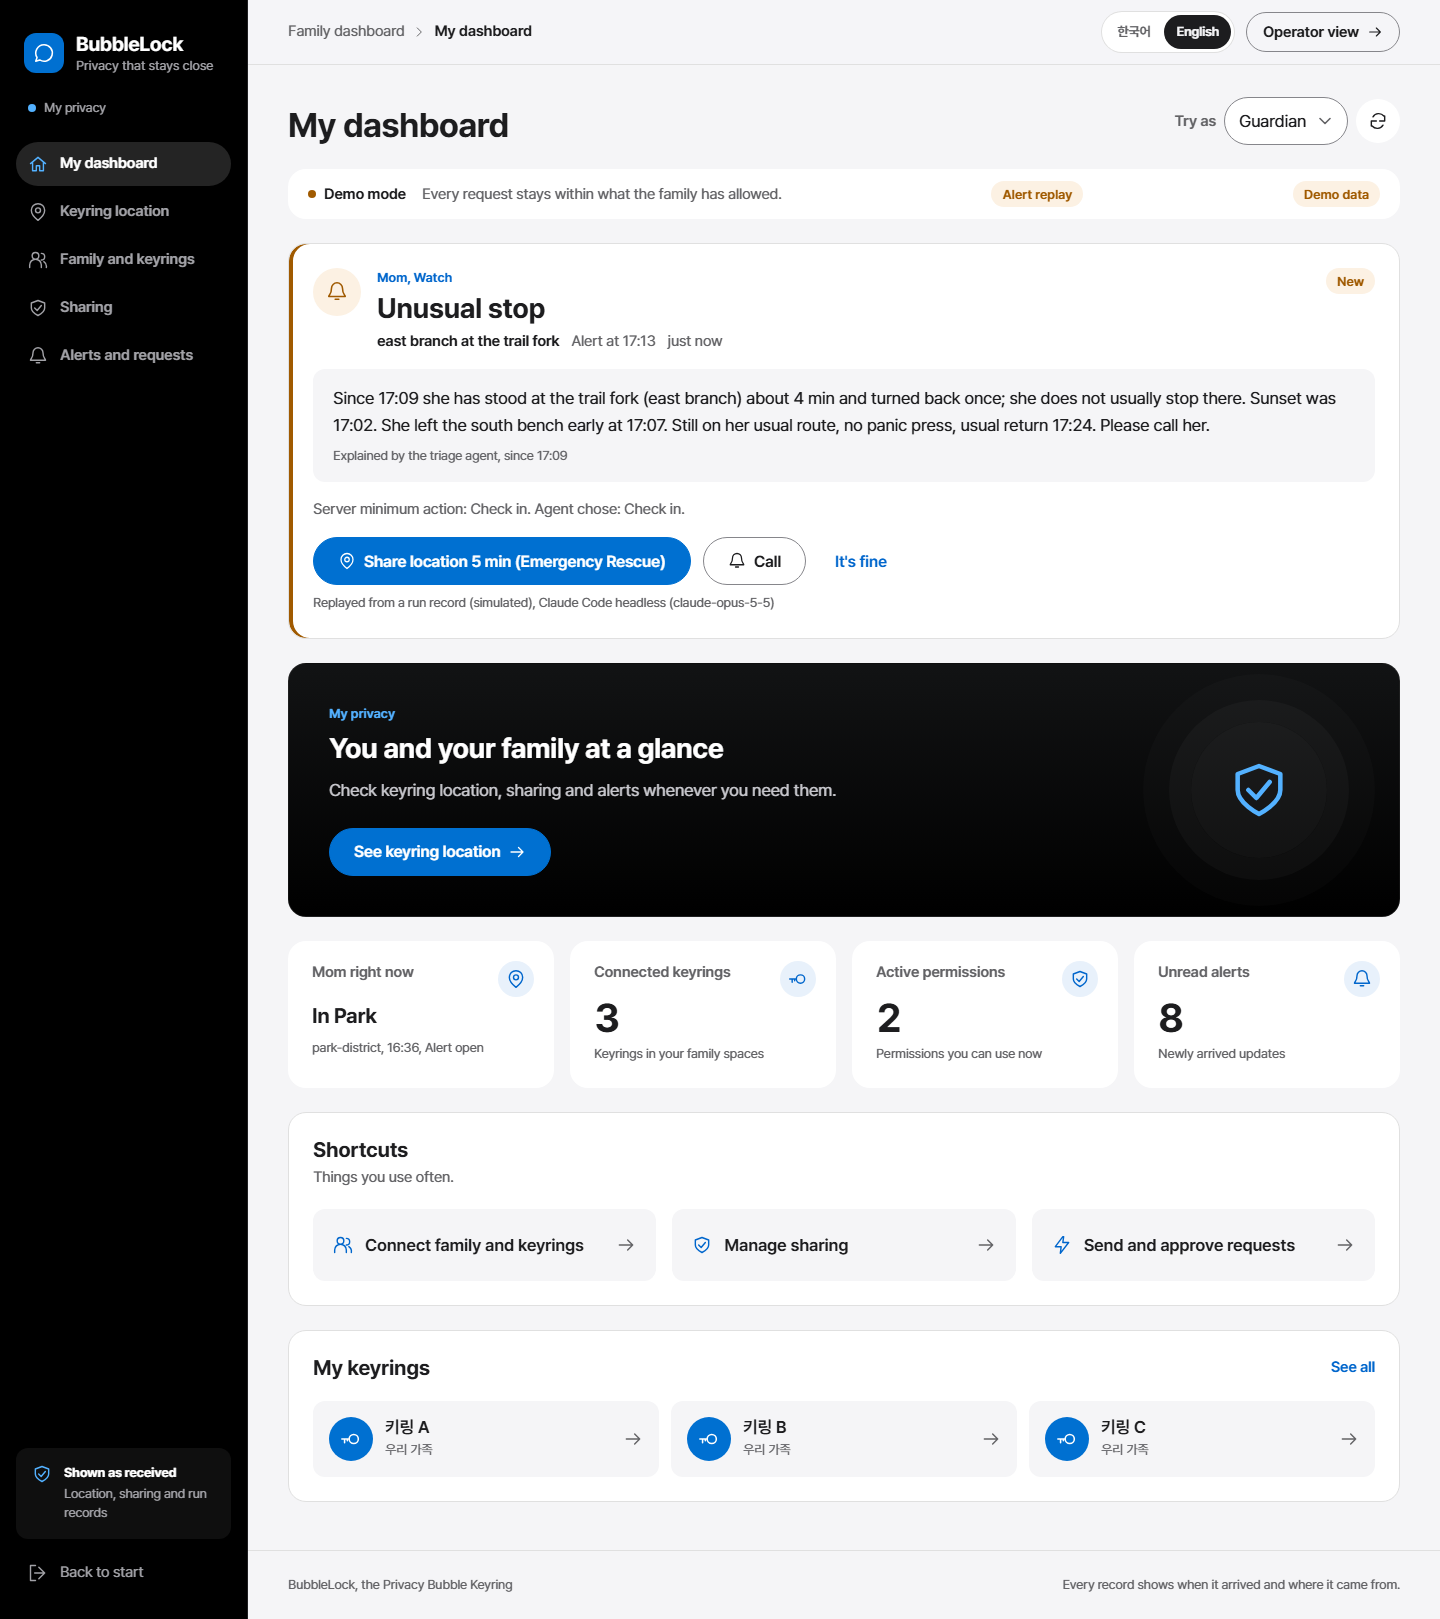 BubbleLock
Privacy that stays close
My privacy
My dashboard
Keyring location
Family and keyrings
Sharing
Alerts and requests
Shown as received
Location, sharing and run
records
Back to start
Family dashboard > My dashboard
한국어 English
Operator view →
My dashboard
Try as Guardian
Demo mode Every request stays within what the family has allowed. Alert replay Demo data
Mom, Watch
New
Unusual stop
east branch at the trail fork Alert at 17:13 just now
Since 17:09 she has stood at the trail fork (east branch) about 4 min and turned back once; she does not usually stop there. Sunset was
17:02. She left the south bench early at 17:07. Still on her usual route, no panic press, usual return 17:24. Please call her.
Explained by the triage agent, since 17:09
Server minimum action: Check in. Agent chose: Check in.
Share location 5 min (Emergency Rescue) Call It's fine
Replayed from a run record (simulated), Claude Code headless (claude-opus-5-5)
My privacy
You and your family at a glance
Check keyring location, sharing and alerts whenever you need them.
See keyring location →
Mom right now
In Park
park-district, 16:36, Alert open
Connected keyrings
3
Keyrings in your family spaces
Active permissions
2
Permissions you can use now
Unread alerts
8
Newly arrived updates
Shortcuts
Things you use often.
Connect family and keyrings →
Manage sharing →
Send and approve requests →
My keyrings
See all
키링 A
우리 가족
키링 B
우리 가족
키링 C
우리 가족
BubbleLock, the Privacy Bubble Keyring
Every record shows when it arrived and where it came from.